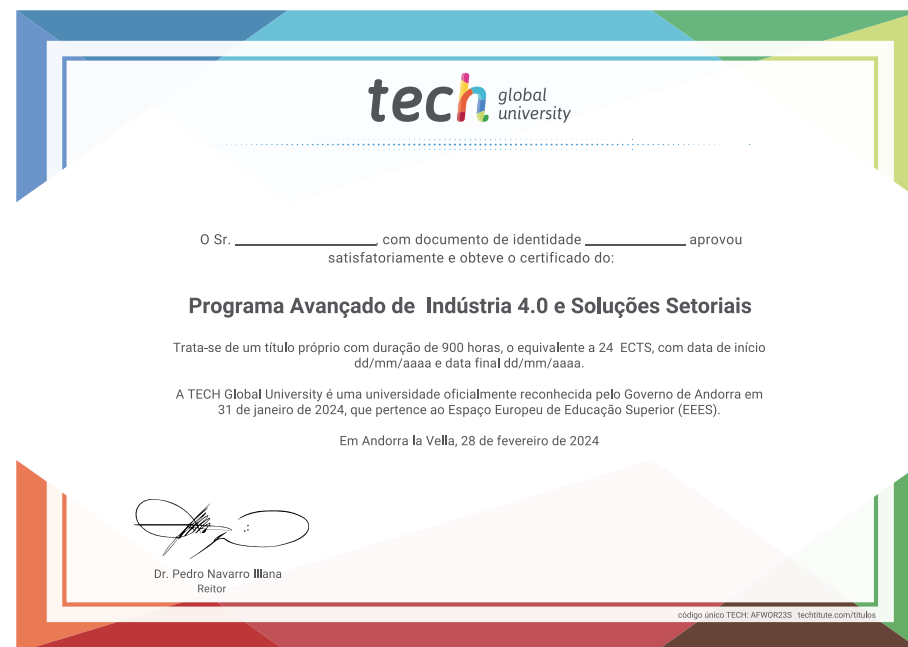 tech global university
O Sr. ____________________, com documento de identidade ______________ aprovou
satisfatoriamente e obteve o certificado do:
Programa Avançado de Indústria 4.0 e Soluções Setoriais
Trata-se de um título próprio com duração de 900 horas, o equivalente a 24 ECTS, com data de início
dd/mm/aaaa e data final dd/mm/aaaa.
A TECH Global University é uma universidade oficialmente reconhecida pelo Governo de Andorra em
31 de janeiro de 2024, que pertence ao Espaço Europeu de Educação Superior (EEES).
Em Andorra la Vella, 28 de fevereiro de 2024
Dr. Pedro Navarro Illana
Reitor
código único TECH: AFWOR23S techtitute.com/titulos